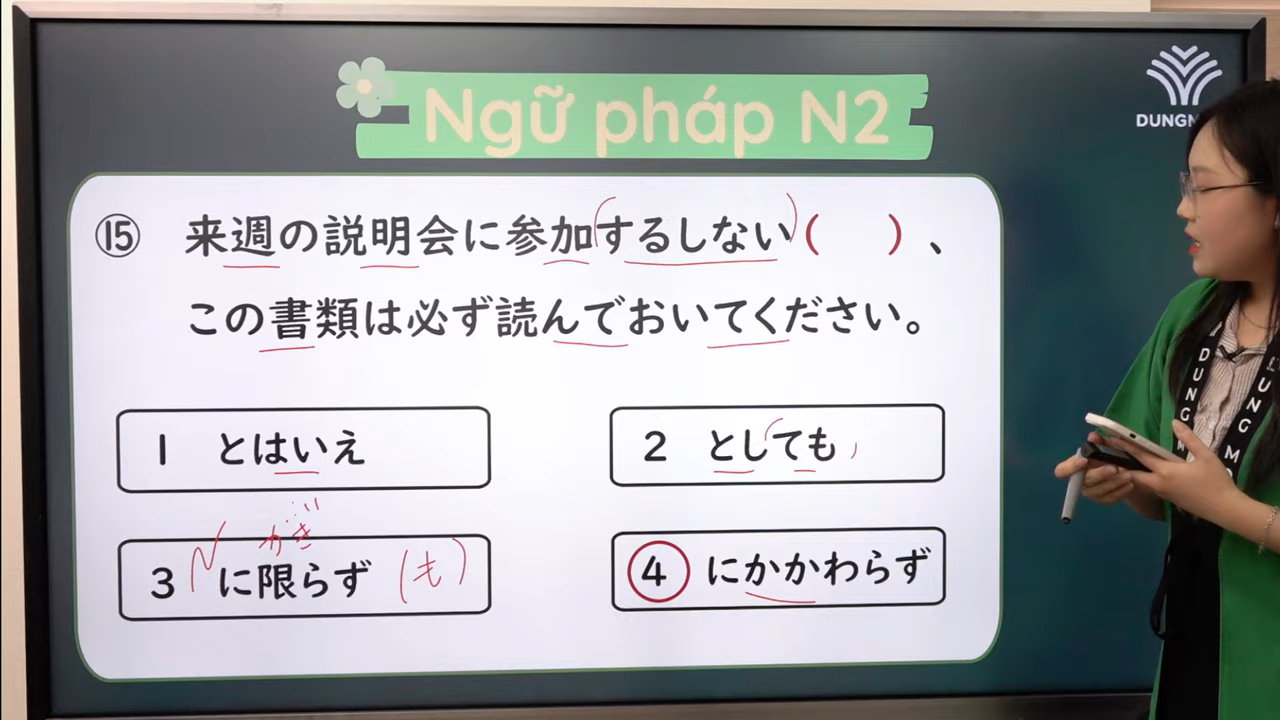 Ngữ pháp N2
DUNGM
⑮ 来週の説明会に参加するしない( )、
この書類は必ず読んでおいてください。
1 とはいえ
2 としても
かぎ
3 に限らず (も)
4 にかかわらず
DUNG
DUNG MO